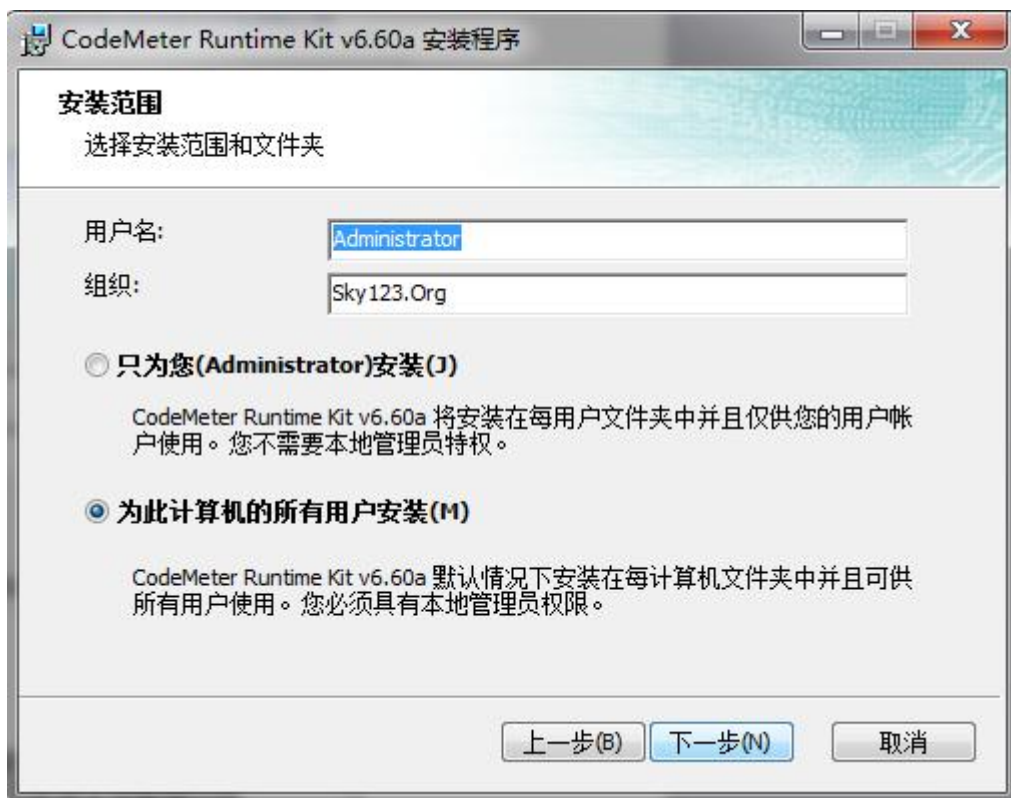 CodeMeter Runtime Kit v6.60a 安装程序
安装范围
选择安装范围和文件夹
用户名:
Administrator
组织:
Sky123.Org
只为您(Administrator)安装(J)
CodeMeter Runtime Kit v6.60a 将安装在每用户文件夹中并且仅供您的用户帐
户使用。您不需要本地管理员特权。
为此计算机的所有用户安装(M)
CodeMeter Runtime Kit v6.60a 默认情况下安装在每计算机文件夹中并且可供
所有用户使用。您必须具有本地管理员权限。
上一步(B)
下一步(N)
取消